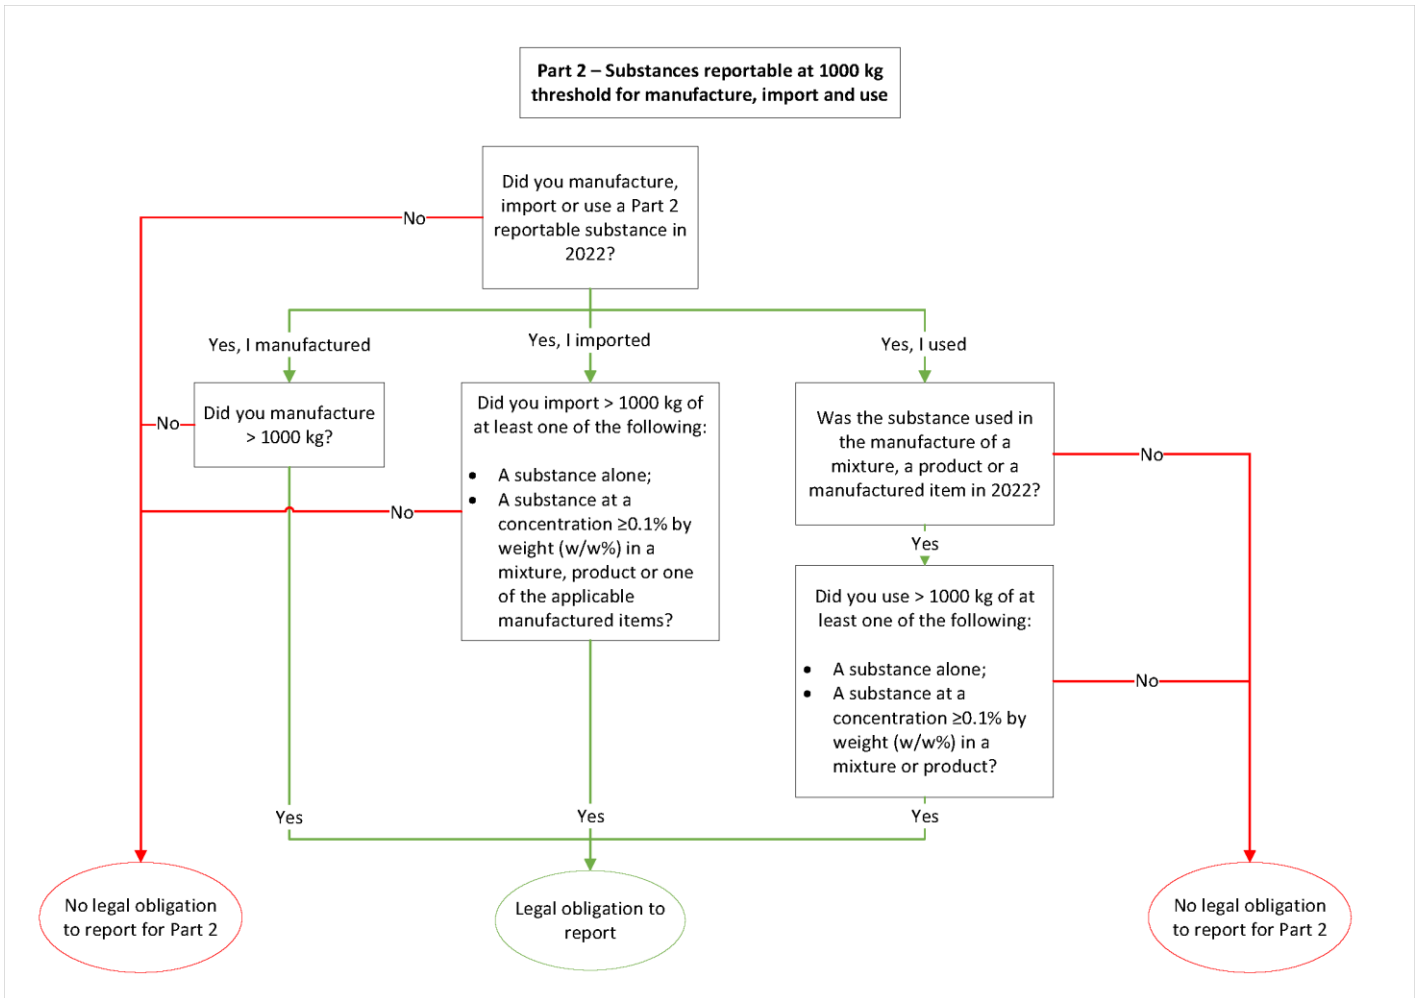 Part 2 – Substances reportable at 1000 kg
threshold for manufacture, import and use
Did you manufacture,
import or use a Part 2
reportable substance in
2022?
No
Yes, I manufactured
Yes, I imported
Yes, I used
Did you manufacture
> 1000 kg?
No
Did you import > 1000 kg of
at least one of the following:
• A substance alone;
• A substance at a
concentration ≥0.1% by
weight (w/w%) in a
mixture, product or one
of the applicable
manufactured items?
No
Was the substance used in
the manufacture of a
mixture, a product or a
manufactured item in 2022?
No
Yes
Did you use > 1000 kg of at
least one of the following:
• A substance alone;
• A substance at a
concentration ≥0.1% by
weight (w/w%) in a
mixture or product?
No
Yes
Yes
Yes
No legal obligation
to report for Part 2
Legal obligation to
report
No legal obligation
to report for Part 2